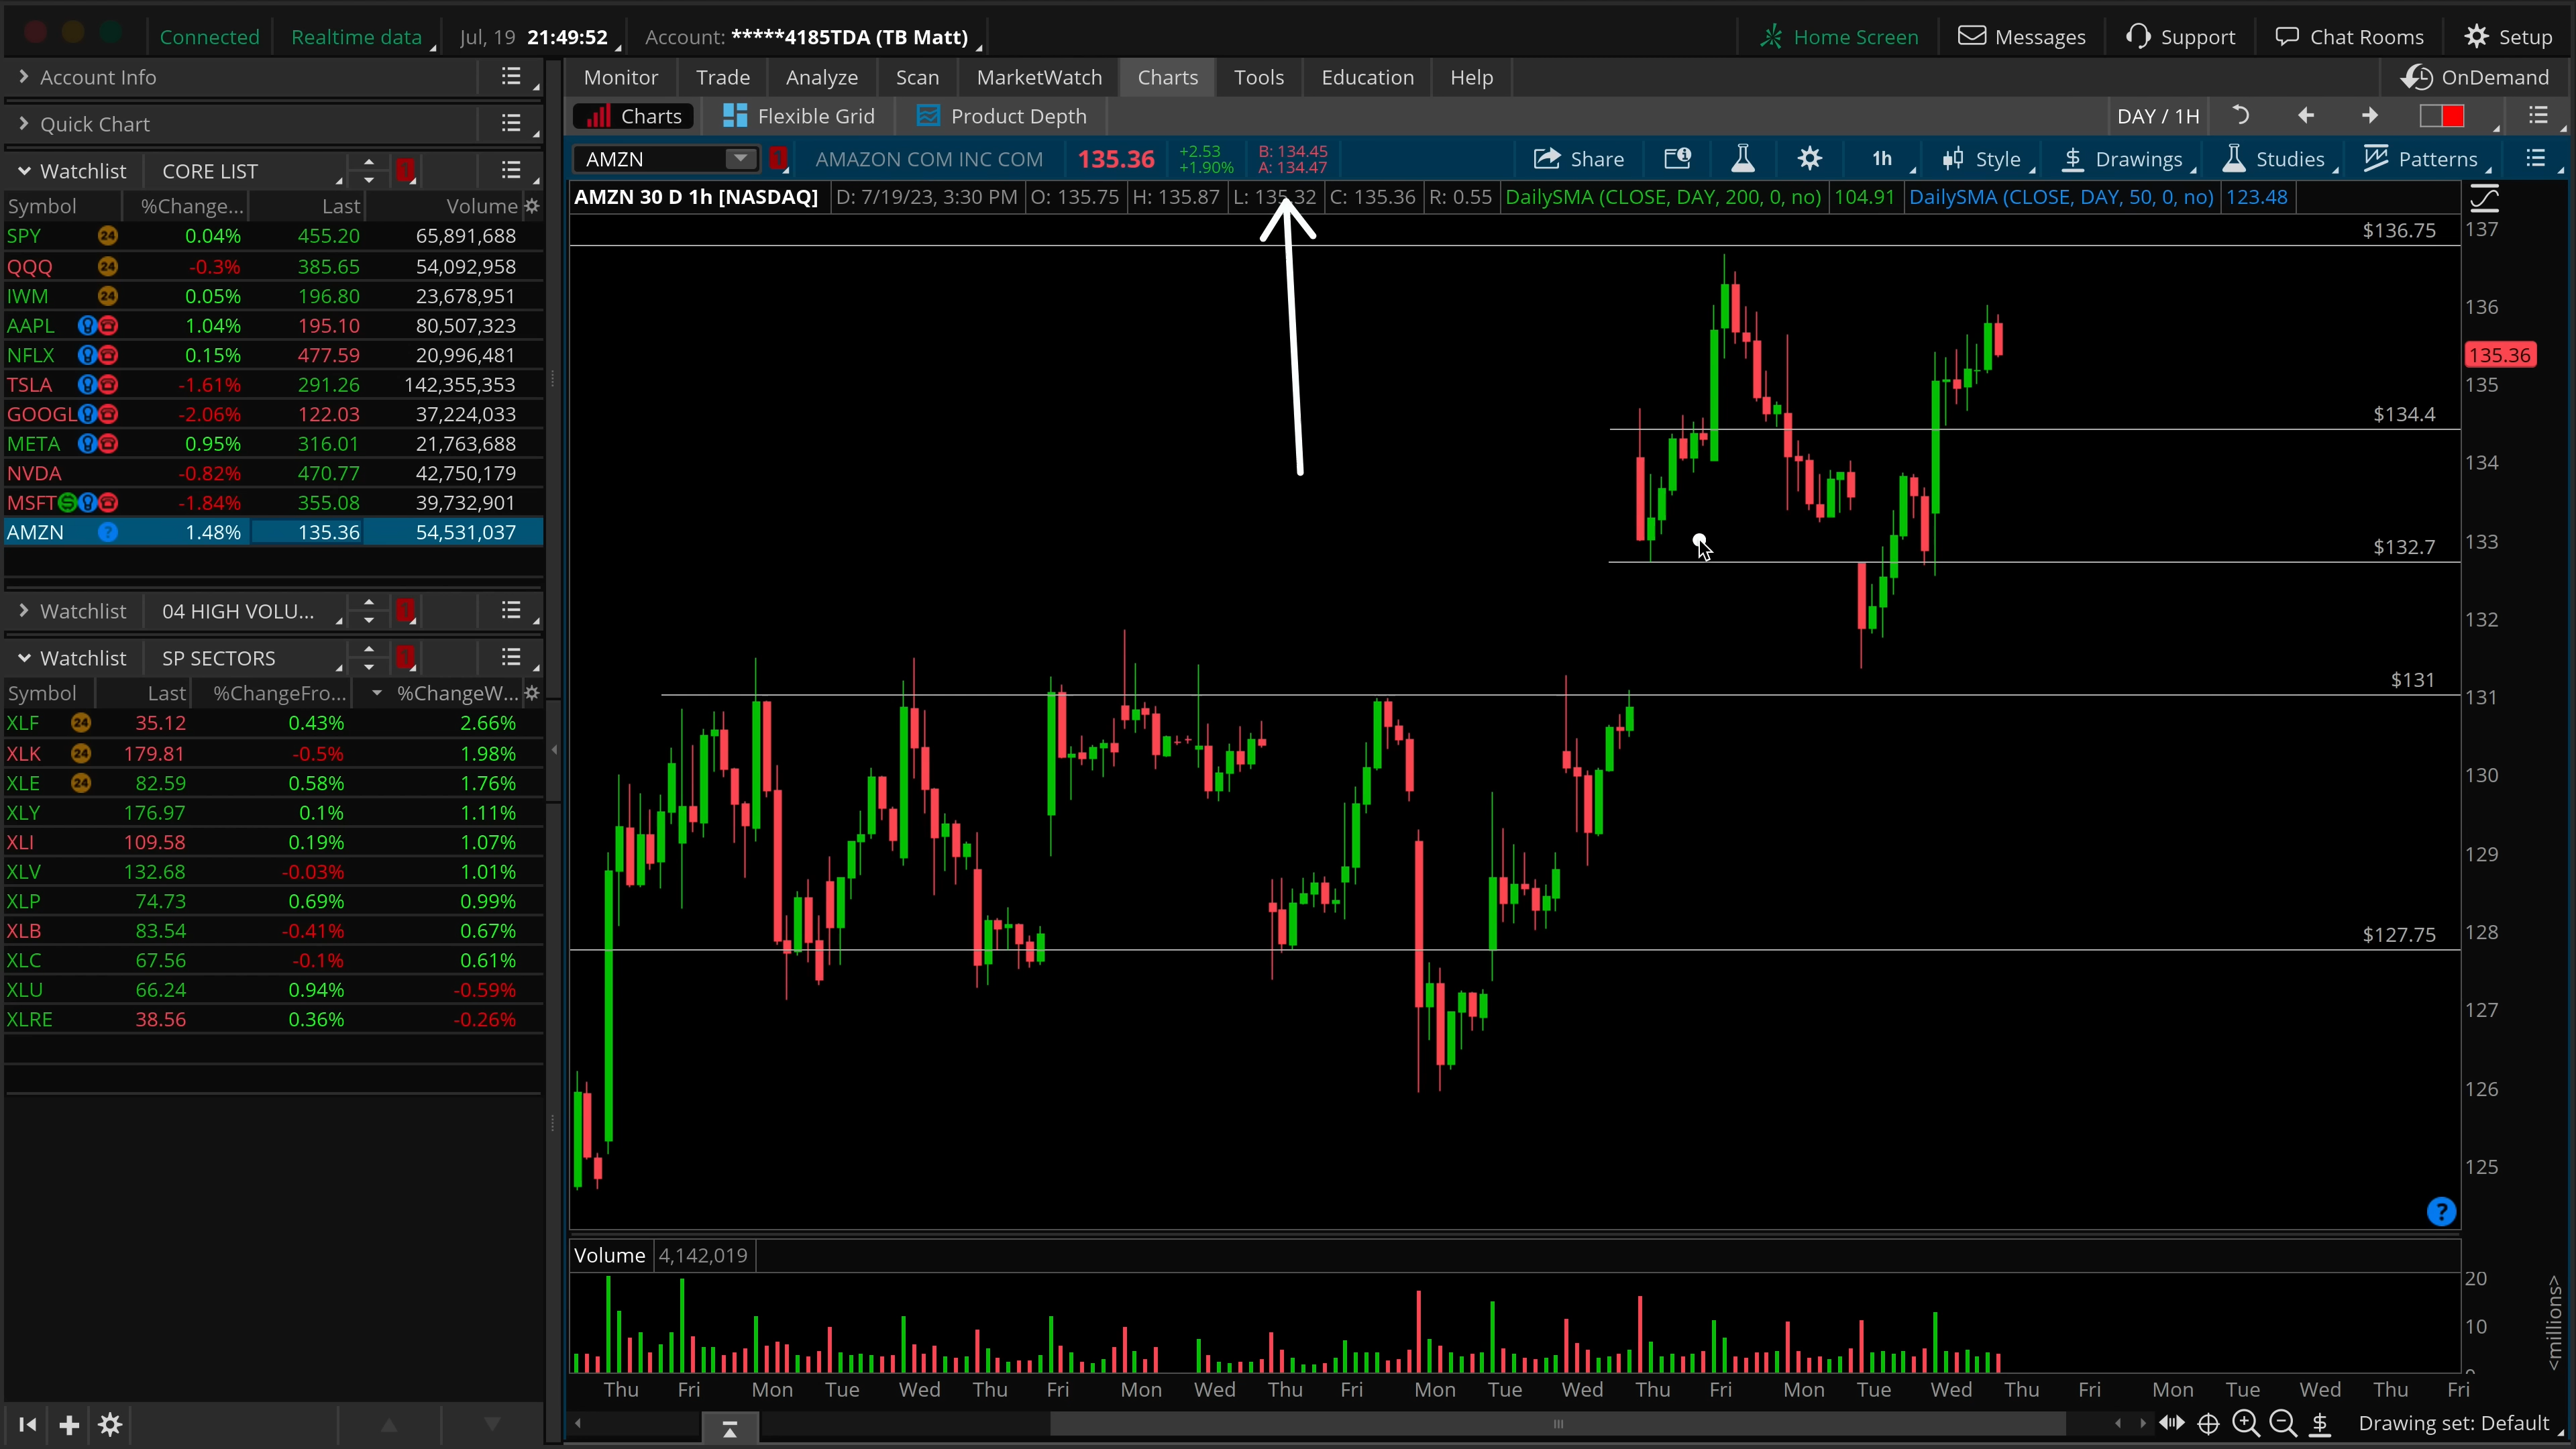 Connected Realtime data Jul, 19 21:49:52 Account: *****4185TDA (TB Matt) Home Screen Messages Support Chat Rooms Setup
Account Info
Quick Chart
Watchlist CORE LIST
Symbol %Change... Last Volume
SPY 24 0.04% 455.20 65,891,688
QQQ 24 -0.3% 385.65 54,092,958
IWM 24 0.05% 196.80 23,678,951
AAPL 1.04% 195.10 80,507,323
NFLX 0.15% 477.59 20,996,481
TSLA -1.61% 291.26 142,355,353
GOOGL -2.06% 122.03 37,224,033
META 0.95% 316.01 21,763,688
NVDA -0.82% 470.77 42,750,179
MSFT -1.84% 355.08 39,732,901
AMZN ? 1.48% 135.36 54,531,037
Watchlist 04 HIGH VOLU... 1
Watchlist SP SECTORS 1
Symbol Last %ChangeFro... %ChangeW...
XLF 24 35.12 0.43% 2.66%
XLK 24 179.81 -0.5% 1.98%
XLE 24 82.59 0.58% 1.76%
XLY 176.97 0.1% 1.11%
XLI 109.58 0.19% 1.07%
XLV 132.68 -0.03% 1.01%
XLP 74.73 0.69% 0.99%
XLB 83.54 -0.41% 0.67%
XLC 67.56 -0.1% 0.61%
XLU 66.24 0.94% -0.59%
XLRE 38.56 0.36% -0.26%
Monitor Trade Analyze Scan MarketWatch Charts Tools Education Help OnDemand
Charts Flexible Grid Product Depth DAY / 1H
AMZN 1 AMAZON COM INC COM 135.36 +2.53 +1.90% B: 134.45 A: 134.47 Share 1h Style Drawings Studies Patterns
AMZN 30 D 1h [NASDAQ] D: 7/19/23, 3:30 PM O: 135.75 H: 135.87 L: 135.32 C: 135.36 R: 0.55 DailySMA (CLOSE, DAY, 200, 0, no) 104.91 DailySMA (CLOSE, DAY, 50, 0, no) 123.48
$136.75 137
136
135.36
135
$134.4
134
$132.7 133
132
$131
131
130
129
$127.75 128
127
126
125
?
Volume 4,142,019
20
10
<millions>
Thu Fri Mon Tue Wed Thu Fri Mon Wed Thu Fri Mon Tue Wed Thu Fri Mon Tue Wed Thu Fri Mon Tue Wed Thu Fri
Drawing set: Default